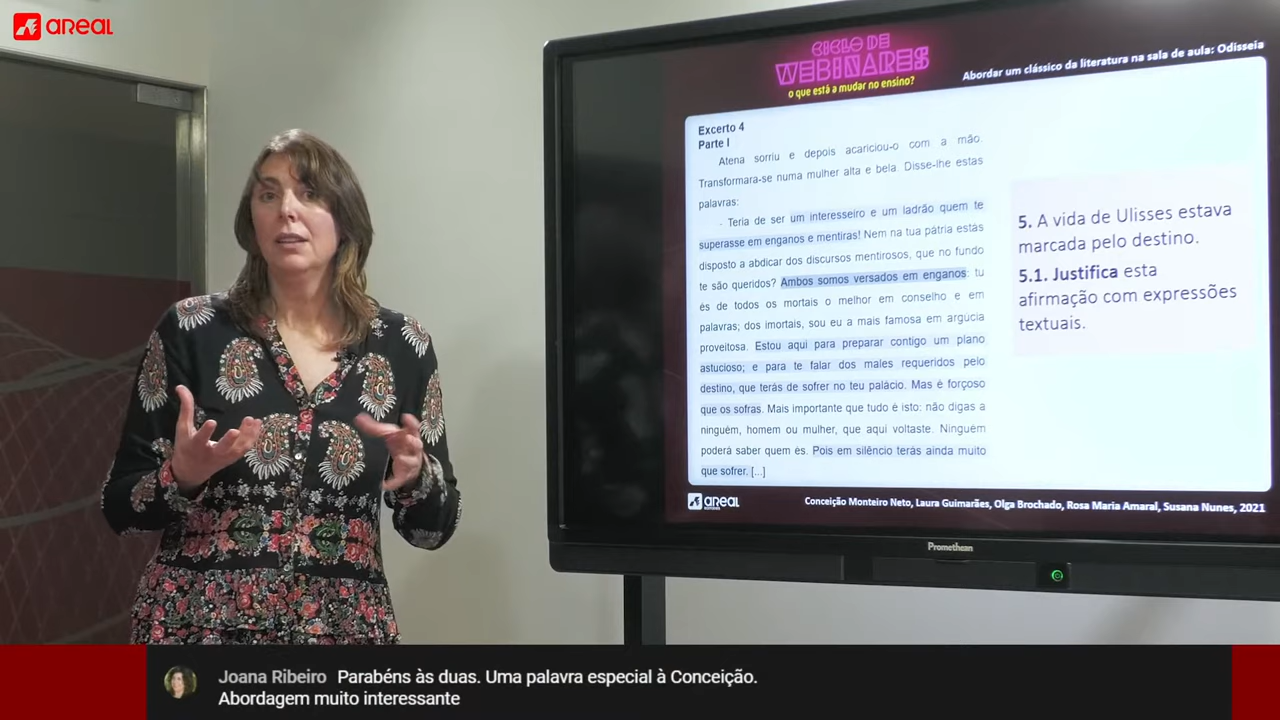 AREAL
CICLO DE
WEBINARES
o que está a mudar no ensino?
Abordar um clássico da literatura na sala de aula: Odisseia
Excerto 4
Parte I
Atena sorriu e depois acariciou-o com a mão.
Transformara-se numa mulher alta e bela. Disse-lhe estas
palavras:
- Teria de ser um interesseiro e um ladrão quem te
superasse em enganos e mentiras! Nem na tua pátria estás
disposto a abdicar dos discursos mentirosos, que no fundo
te são queridos? Ambos somos versados em enganos: tu
és de todos os mortais o melhor em conselho e em
palavras; dos imortais, sou eu a mais famosa em argúcia
proveitosa. Estou aqui para preparar contigo um plano
astucioso; e para te falar dos males requeridos pelo
destino, que terás de sofrer no teu palácio. Mas é forçoso
que os sofras. Mais importante que tudo é isto: não digas a
ninguém, homem ou mulher, que aqui voltaste. Ninguém
poderá saber quem és. Pois em silêncio terás ainda muito
que sofrer. [...]
5. A vida de Ulisses estava
marcada pelo destino.
5.1. Justifica esta
afirmação com expressões
textuais.
AREAL
EDITORES
Conceição Monteiro Neto, Laura Guimarães, Olga Brochado, Rosa Maria Amaral, Susana Nunes, 2021
Promethean
Joana Ribeiro Parabéns às duas. Uma palavra especial à Conceição.
Abordagem muito interessante